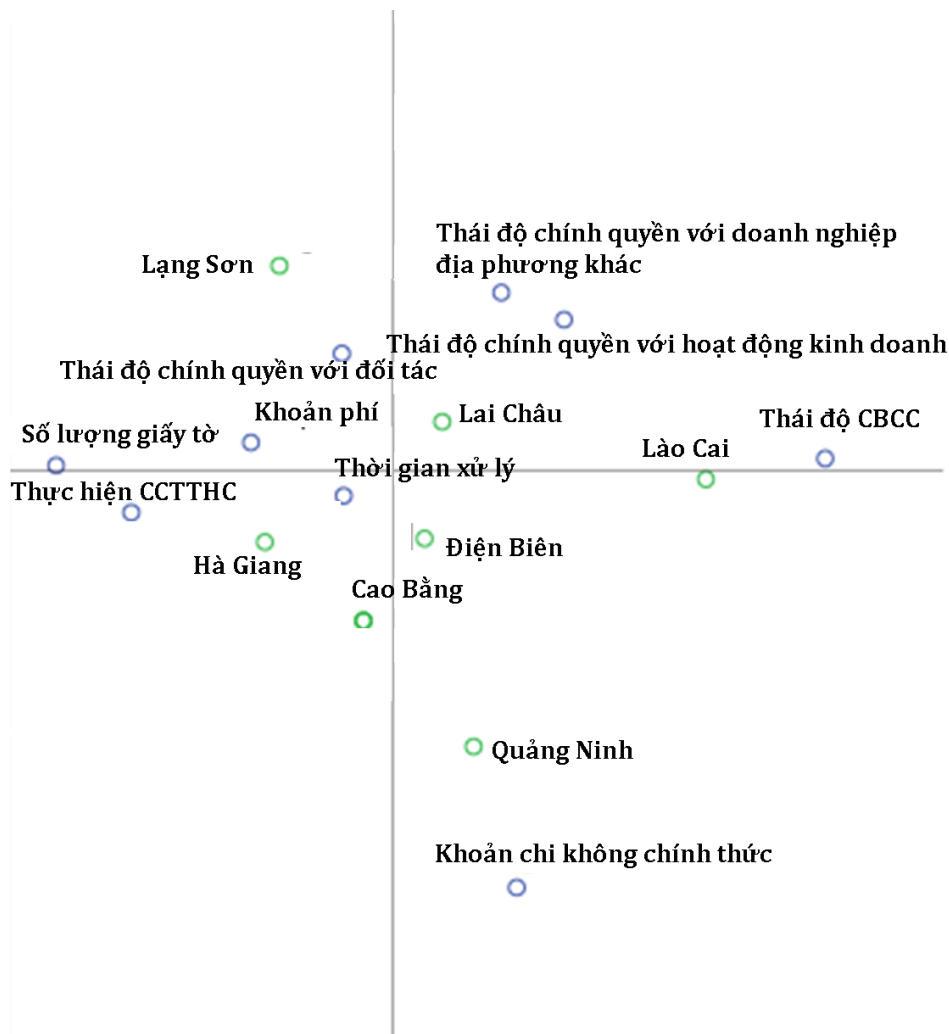 Thái độ chính quyền với doanh nghiệp
địa phương khác
Lạng Sơn
Thái độ chính quyền với hoạt động kinh doanh
Thái độ chính quyền với đối tác
Khoản phí
Lai Châu
Thái độ CBCC
Số lượng giấy tờ
Lào Cai
Thời gian xử lý
Thực hiện CCTTHC
Điện Biên
Hà Giang
Cao Bằng
Quảng Ninh
Khoản chi không chính thức